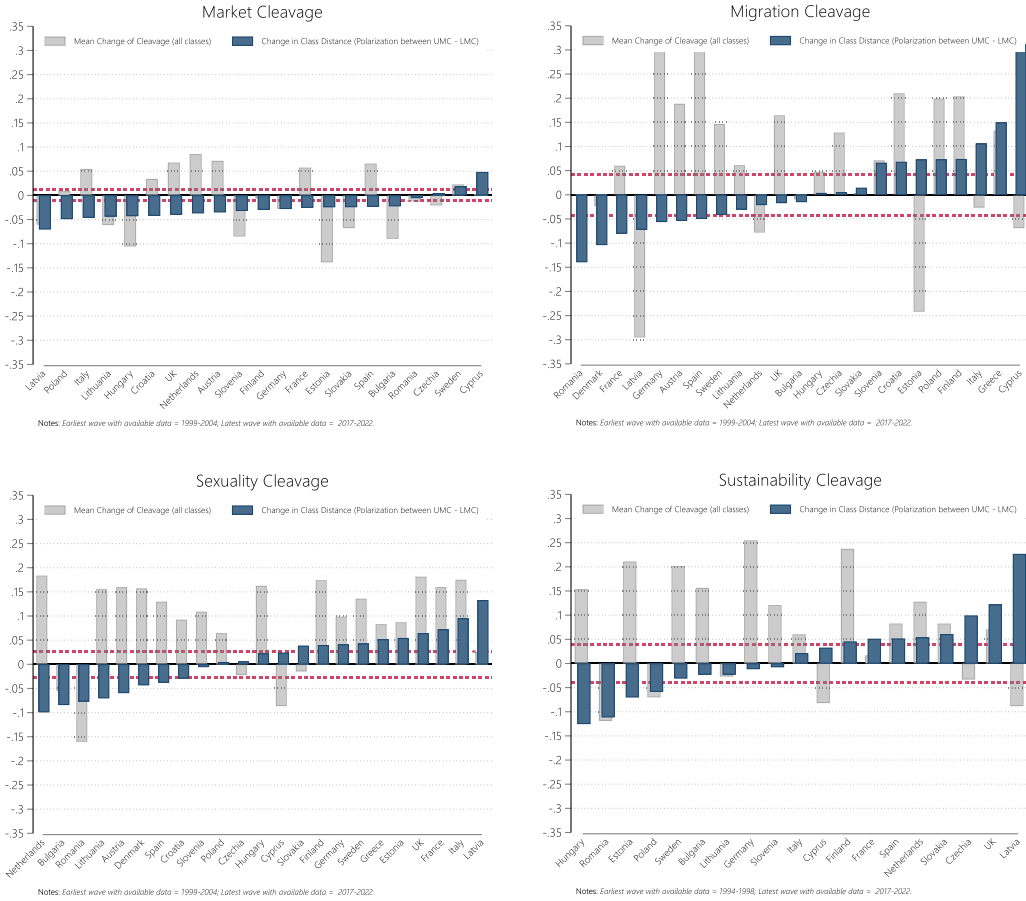 Market Cleavage
Mean Change of Cleavage (all classes)
Change in Class Distance (Polarization between UMC - LMC)
.35
.3
.25
.2
.15
.1
.05
0
-.05
-.1
-.15
-.2
-.25
-.3
-.35
Latvia
Poland
Italy
Lithuania
Hungary
Croatia
UK
Netherlands
Austria
Slovenia
Finland
Germany
France
Estonia
Slovakia
Spain
Bulgaria
Romania
Czechia
Sweden
Cyprus
Notes: Earliest wave with available data = 1999-2004; Latest wave with available data = 2017-2022.
Migration Cleavage
Mean Change of Cleavage (all classes)
Change in Class Distance (Polarization between UMC - LMC)
.35
.3
.25
.2
.15
.1
.05
0
-.05
-.1
-.15
-.2
-.25
-.3
-.35
Romania
Denmark
France
Latvia
Germany
Austria
Spain
Sweden
Lithuania
Netherlands
UK
Bulgaria
Hungary
Czechia
Slovakia
Slovenia
Croatia
Estonia
Poland
Finland
Italy
Greece
Cyprus
Notes: Earliest wave with available data = 1999-2004; Latest wave with available data = 2017-2022.
Sexuality Cleavage
Mean Change of Cleavage (all classes)
Change in Class Distance (Polarization between UMC - LMC)
.35
.3
.25
.2
.15
.1
.05
0
-.05
-.1
-.15
-.2
-.25
-.3
-.35
Netherlands
Bulgaria
Romania
Lithuania
Austria
Denmark
Spain
Croatia
Slovenia
Poland
Czechia
Hungary
Cyprus
Slovakia
Finland
Germany
Sweden
Greece
Estonia
UK
France
Italy
Latvia
Notes: Earliest wave with available data = 1999-2004; Latest wave with available data = 2017-2022.
Sustainability Cleavage
Mean Change of Cleavage (all classes)
Change in Class Distance (Polarization between UMC - LMC)
.35
.3
.25
.2
.15
.1
.05
0
-.05
-.1
-.15
-.2
-.25
-.3
-.35
Hungary
Romania
Estonia
Poland
Sweden
Bulgaria
Lithuania
Germany
Slovenia
Italy
Cyprus
Finland
France
Spain
Netherlands
Slovakia
Czechia
UK
Latvia
Notes: Earliest wave with available data = 1994-1998; Latest wave with available data = 2017-2022.